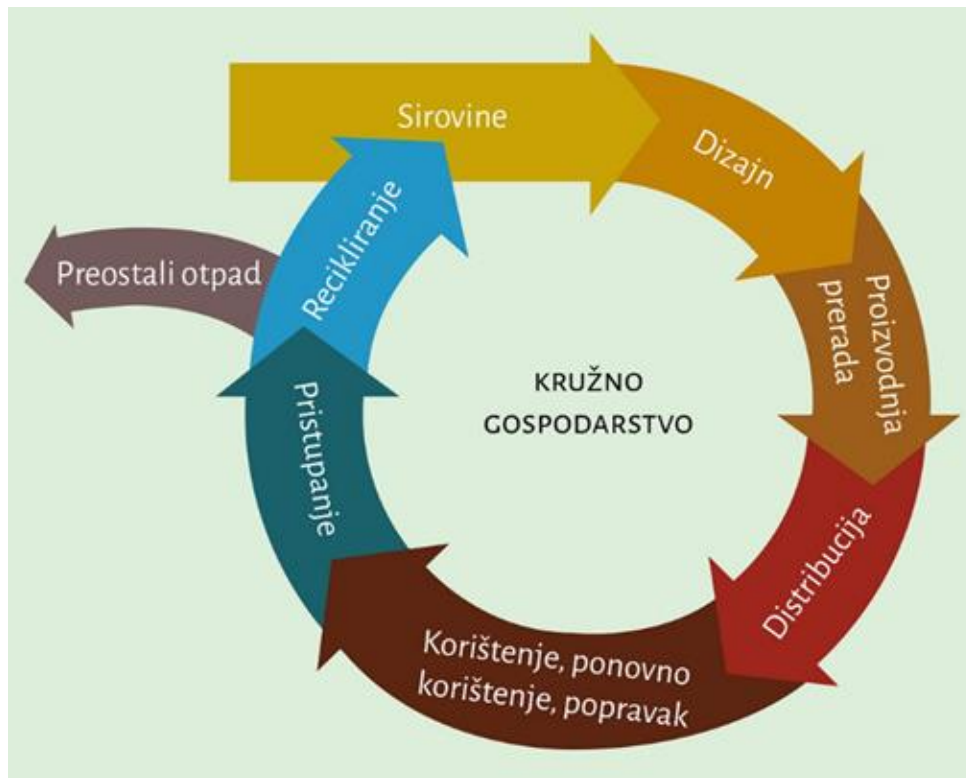 Sirovine
Dizajn
Proizvodnja
prerada
Distribucija
Korištenje, ponovno
korištenje, popravak
Pristupanje
Recikliranje
Preostali otpad
KRUŽNO
GOSPODARSTVO